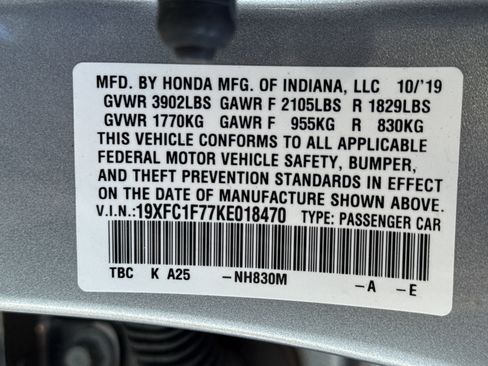 MFD. BY HONDA MFG. OF INDIANA, LLC 10/'19
GVWR 3902LBS GAWR F 2105LBS R 1829LBS
GVWR 1770KG GAWR F 955KG R 830KG
THIS VEHICLE CONFORMS TO ALL APPLICABLE
FEDERAL MOTOR VEHICLE SAFETY, BUMPER,
AND THEFT PREVENTION STANDARDS IN EFFECT
ON THE DATE OF MANUFACTURE SHOWN ABOVE.
V.I.N.:19XFC1F77KE018470 TYPE: PASSENGER CAR
TBC K A25 -NH830M -A -E